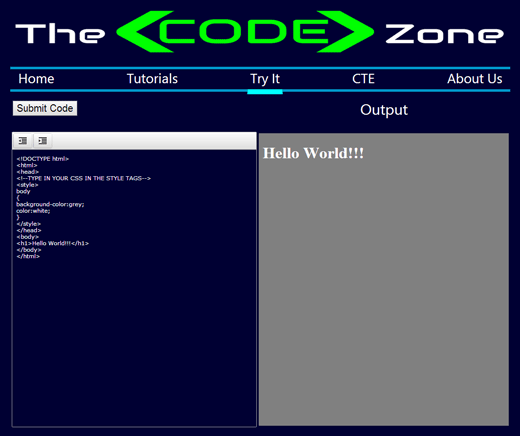 The <CODE> Zone
Home Tutorials Try It CTE About Us
Submit Code
Output
<!DOCTYPE html>
<html>
<head>
<!--TYPE IN YOUR CSS IN THE STYLE TAGS-->
<style>
body
{
background-color:grey;
color:white;
}
</style>
</head>
<body>
<h1>Hello World!!!</h1>
</body>
</html>
Hello World!!!